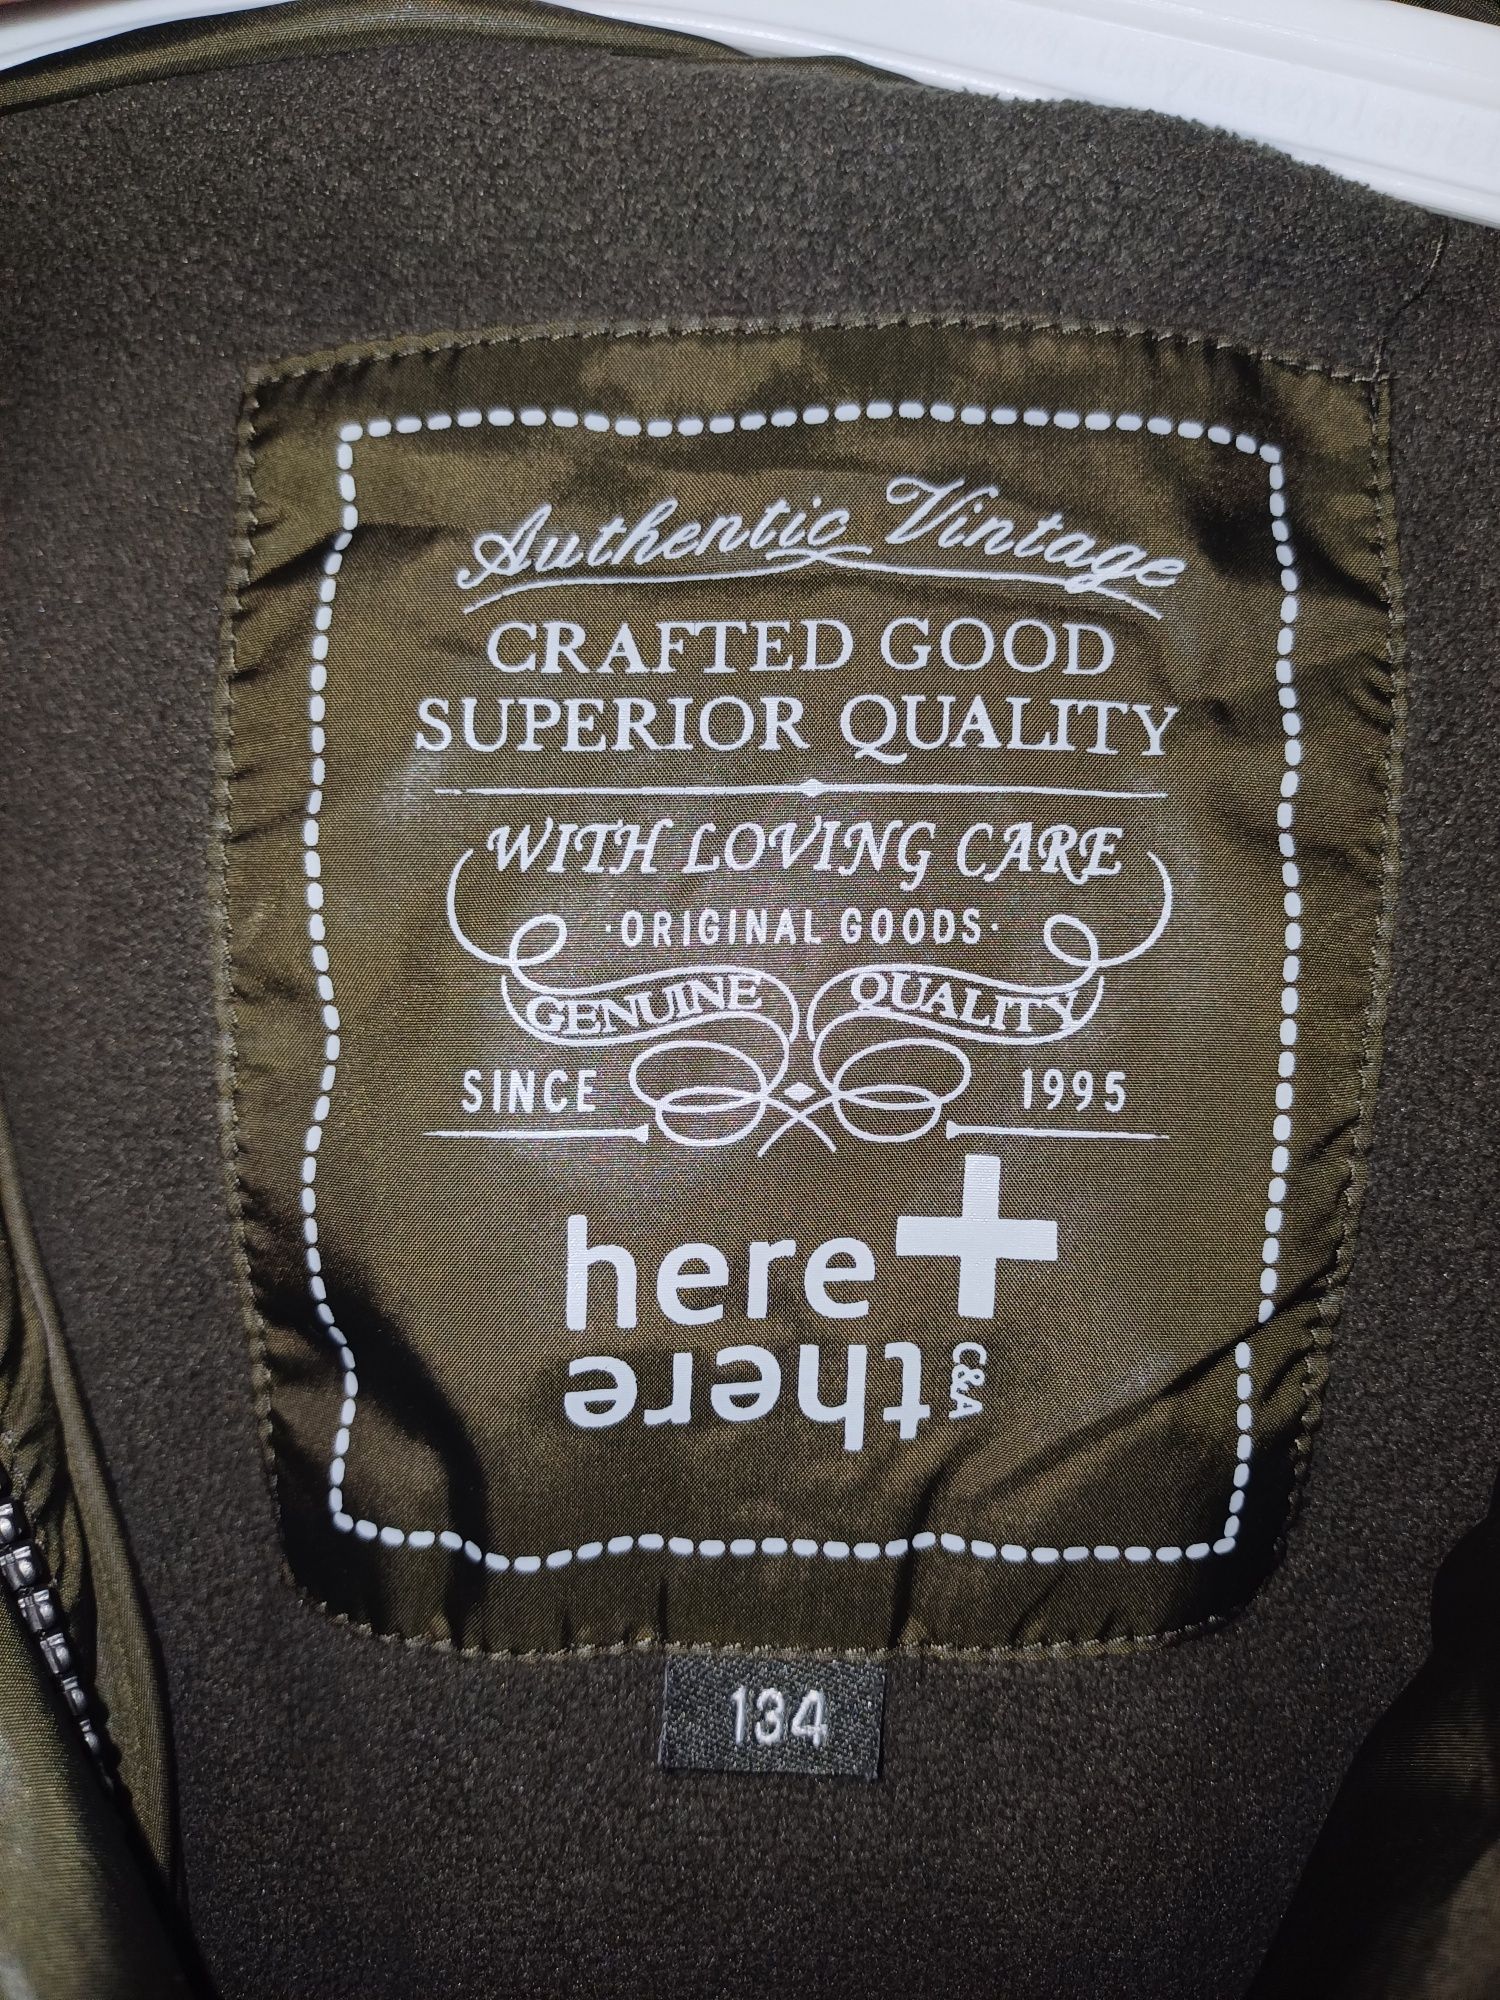 Authentic Vintage
CRAFTED GOOD
SUPERIOR QUALITY
WITH LOVING CARE
·ORIGINAL GOODS·
GENUINE QUALITY
SINCE 1995
here+
there
C&A
134